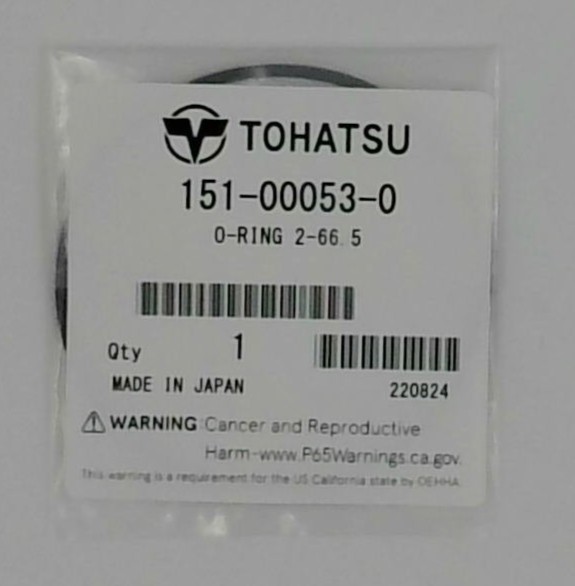 TOHATSU
151-00053-0
O-RING 2-66.5
Qty 1
MADE IN JAPAN
220824
WARNING Cancer and Reproductive
Harm-www.P65Warnings.ca.gov.
This warning is a requirement for the US California state by OEHHA.